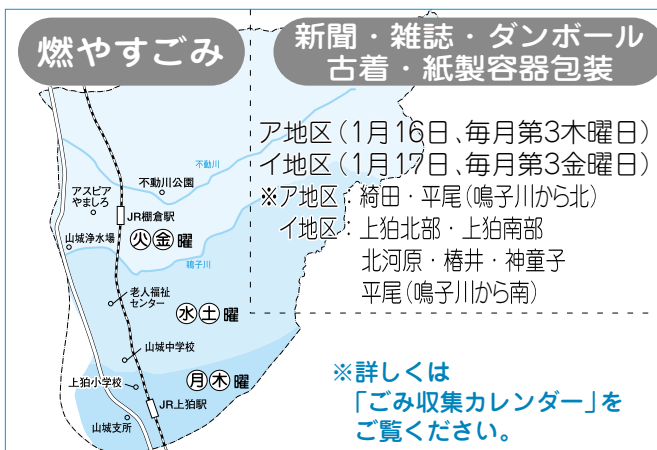 燃やすごみ
新聞・雑誌・ダンボール
古着・紙製容器包装
ア地区(1月16日、毎月第3木曜日)
イ地区(1月17日、毎月第3金曜日)
※ア地区:綺田・平尾(鳴子川から北)
イ地区:上狛北部・上狛南部
北河原・椿井・神童子
平尾(鳴子川から南)
不動川
不動川公園
アスピア
やましろ
JR棚倉駅
山城浄水場
火金曜
鳴子川
老人福祉
センター
水土曜
山城中学校
上狛小学校
月木曜
JR上狛駅
山城支所
※詳しくは
「ごみ収集カレンダー」を
ご覧ください。